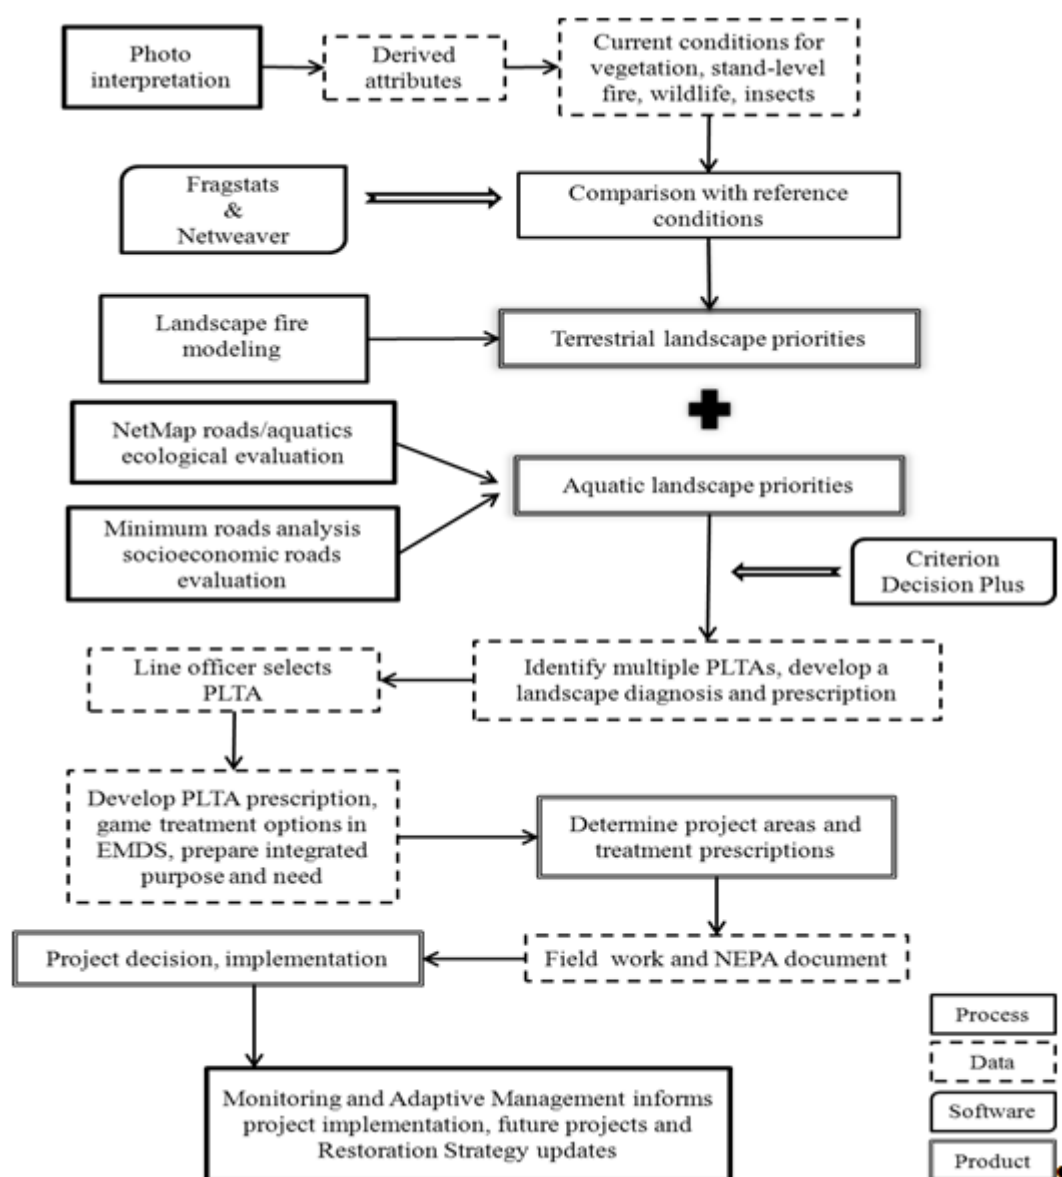 Photo
interpretation
Derived
attributes
Current conditions for
vegetation, stand-level
fire, wildlife, insects
Fragstats
&
Netweaver
Comparison with reference
conditions
Landscape fire
modeling
Terrestrial landscape priorities
NetMap roads/aquatics
ecological evaluation
Aquatic landscape priorities
Minimum roads analysis
socioeconomic roads
evaluation
Criterion
Decision Plus
Identify multiple PLTAs, develop a
landscape diagnosis and prescription
Line officer selects
PLTA
Develop PLTA prescription,
game treatment options in
EMDS, prepare integrated
purpose and need
Determine project areas and
treatment prescriptions
Field work and NEPA document
Project decision, implementation
Monitoring and Adaptive Management informs
project implementation, future projects and
Restoration Strategy updates
Process
Data
Software
Product